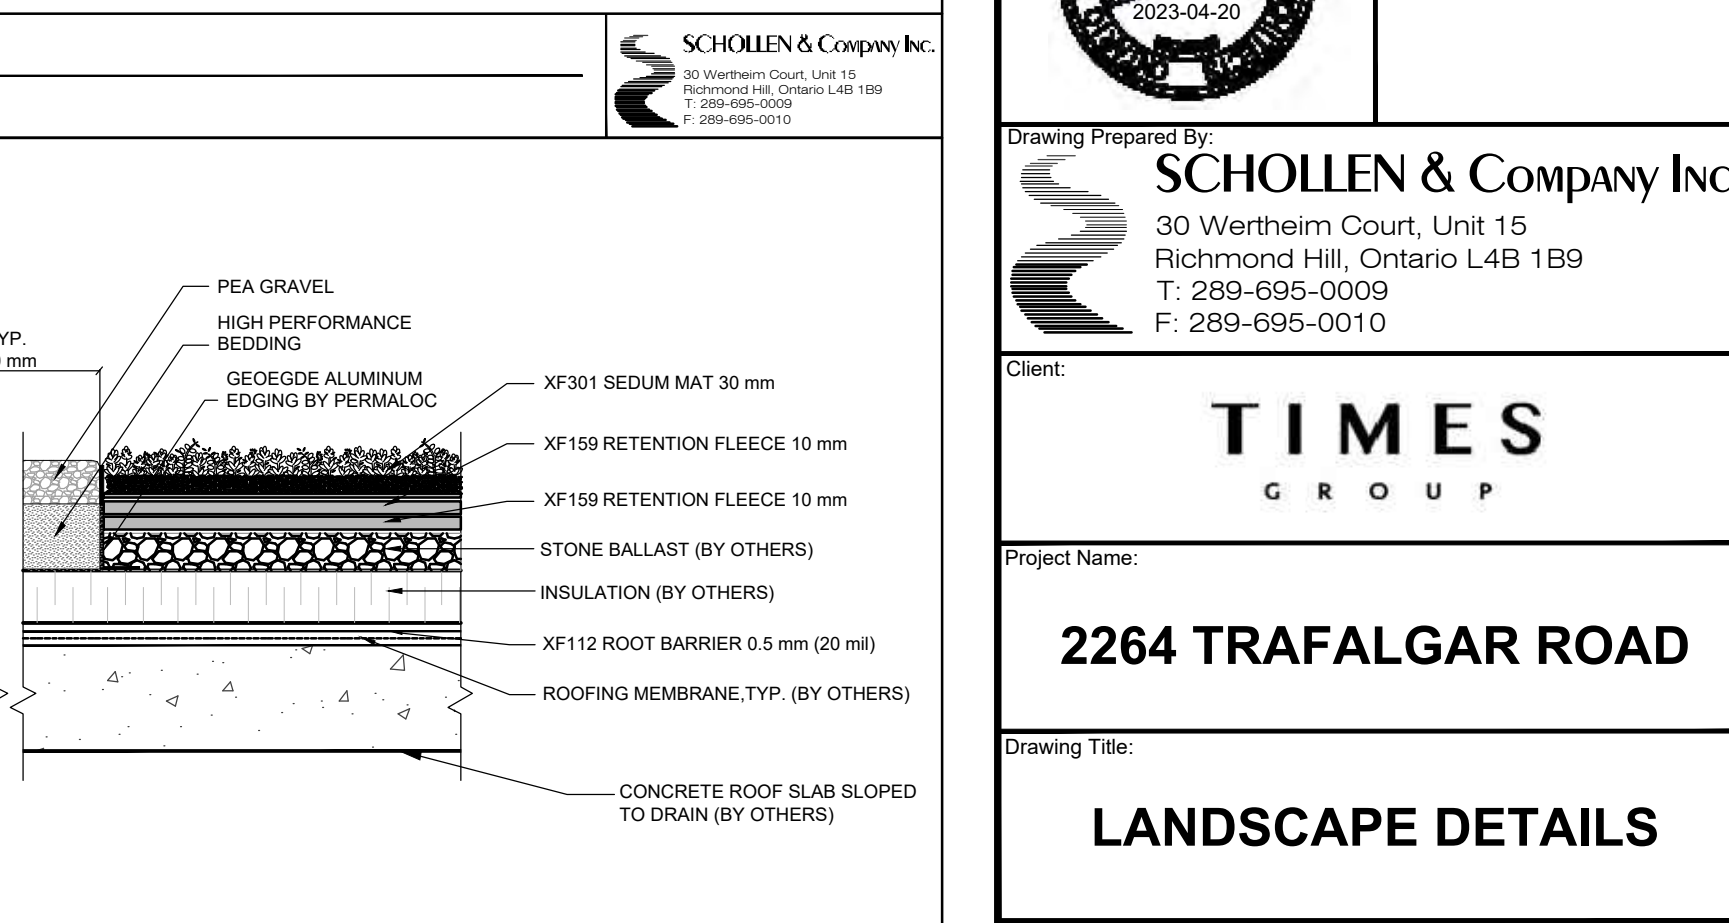 SCHOLLEN & Company Inc.
30 Wertheim Court, Unit 15
Richmond Hill, Ontario L4B 1B9
T: 289-695-0009
F: 289-695-0010
PEA GRAVEL
HIGH PERFORMANCE
BEDDING
YP.
mm
GEOEGDE ALUMINUM
EDGING BY PERMALOC
XF301 SEDUM MAT 30 mm
XF159 RETENTION FLEECE 10 mm
XF159 RETENTION FLEECE 10 mm
STONE BALLAST (BY OTHERS)
INSULATION (BY OTHERS)
XF112 ROOT BARRIER 0.5 mm (20 mil)
ROOFING MEMBRANE,TYP. (BY OTHERS)
CONCRETE ROOF SLAB SLOPED
TO DRAIN (BY OTHERS)
2023-04-20
Drawing Prepared By:
SCHOLLEN & Company Inc
30 Wertheim Court, Unit 15
Richmond Hill, Ontario L4B 1B9
T: 289-695-0009
F: 289-695-0010
Client:
TIMES
GROUP
Project Name:
2264 TRAFALGAR ROAD
Drawing Title:
LANDSCAPE DETAILS